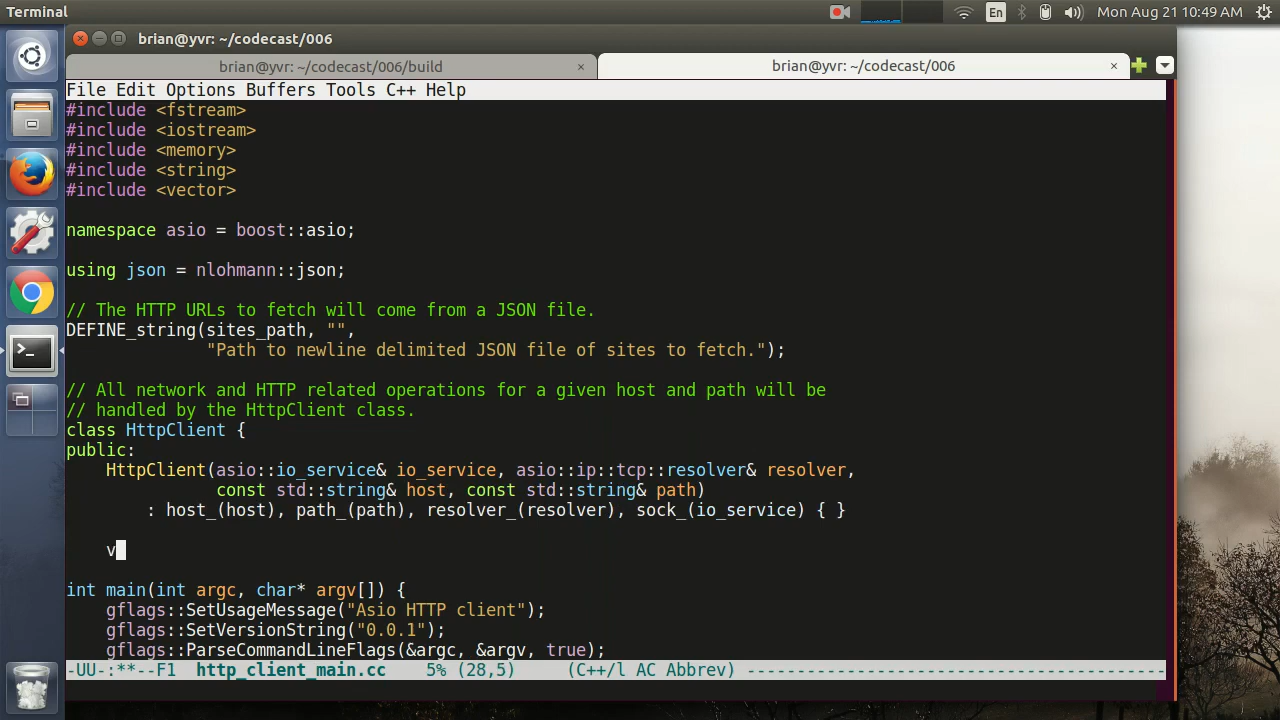 Terminal
En
Mon Aug 21 10:49 AM
brian@yvr: ~/codecast/006
brian@yvr: ~/codecast/006/build
brian@yvr: ~/codecast/006
File Edit Options Buffers Tools C++ Help
#include <fstream>
#include <iostream>
#include <memory>
#include <string>
#include <vector>
namespace asio = boost::asio;
using json = nlohmann::json;
// The HTTP URLs to fetch will come from a JSON file.
DEFINE_string(sites_path, "",
"Path to newline delimited JSON file of sites to fetch.");
// All network and HTTP related operations for a given host and path will be
// handled by the HttpClient class.
class HttpClient {
public:
HttpClient(asio::io_service& io_service, asio::ip::tcp::resolver& resolver,
const std::string& host, const std::string& path)
: host_(host), path_(path), resolver_(resolver), sock_(io_service) { }
v
int main(int argc, char* argv[]) {
gflags::SetUsageMessage("Asio HTTP client");
gflags::SetVersionString("0.0.1");
gflags::ParseCommandLineFlags(&argc, &argv, true);
-UU-:**--F1  http_client_main.cc    5% (28,5)     (C++/l AC Abbrev) ------------------------------------------